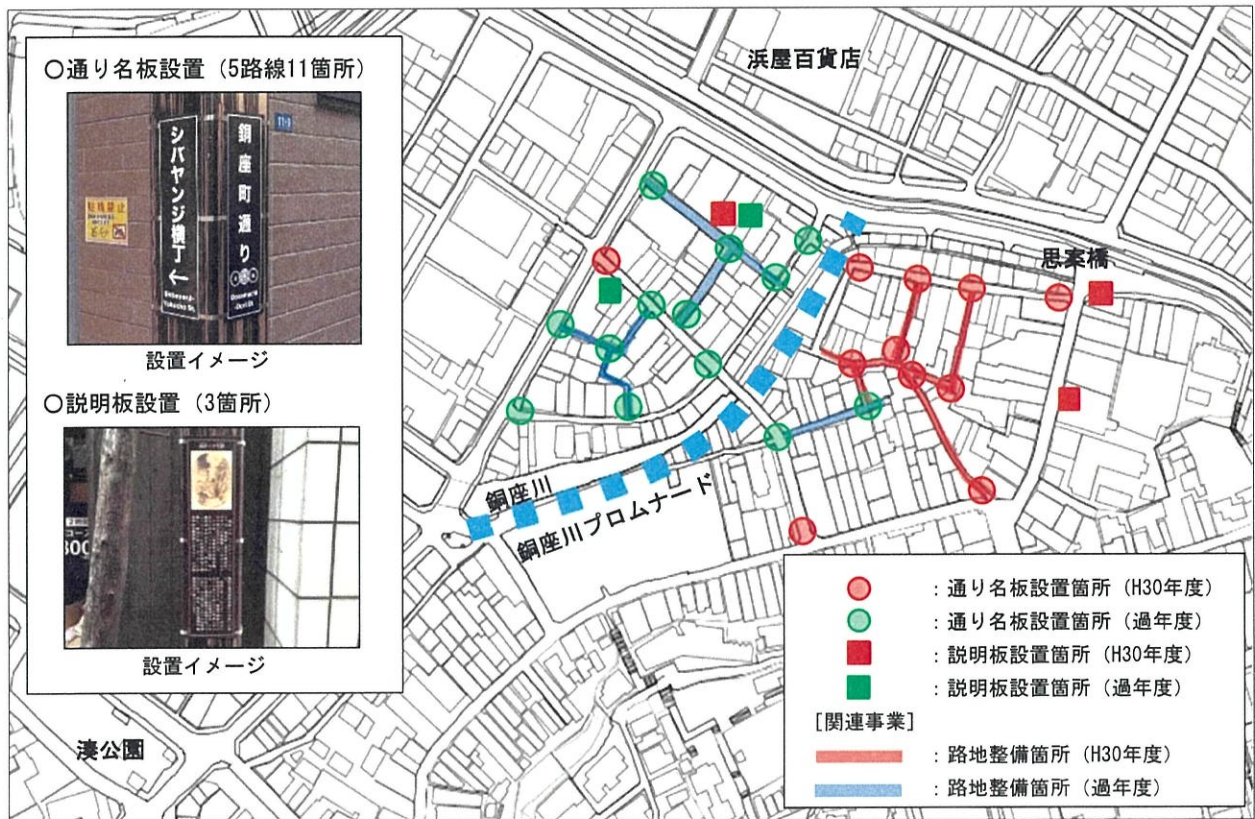 ○通り名板設置（5路線11箇所）
駐機禁止
シバヤンジ横丁
←
銅座町通り
11-9
設置イメージ
○説明板設置（3箇所）
設置イメージ
浜屋百貨店
思案橋
銅座川
銅座川プロムナード
湊公園
：通り名板設置箇所（H30年度）
：通り名板設置箇所（過年度）
：説明板設置箇所（H30年度）
：説明板設置箇所（過年度）
[関連事業]
：路地整備箇所（H30年度）
：路地整備箇所（過年度）